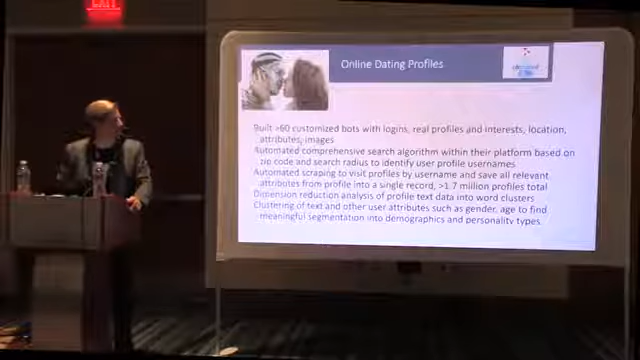 Online Dating Profiles
Built >60 customized bots with logins, real profiles and interests, location,
attributes, images
Automated comprehensive search algorithm within their platform based on
zip code and search radius to identify user profile usernames
Automated scraping to visit profiles by username and save all relevant
attributes from profile into a single record, >1.7 million profiles total
Dimension reduction analysis of profile text data into word clusters
Clustering of text and other user attributes such as gender, age to find
meaningful segmentation into demographics and personality types